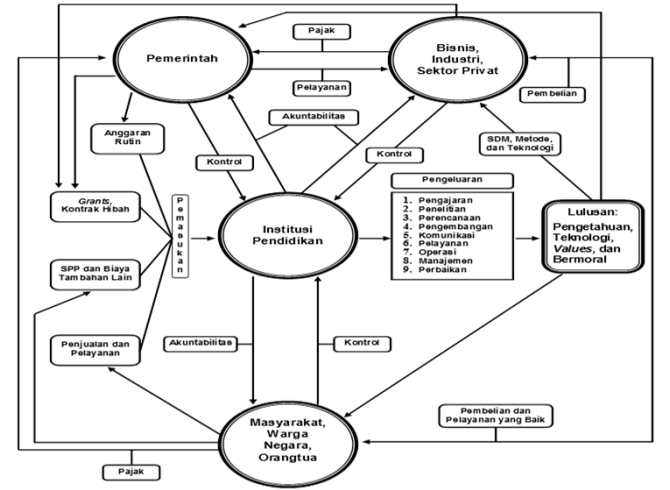 Pajak
Pemerintah
Bisnis,
Industri,
Sektor Privat
Pelayanan
Pembelian
Akuntabilitas
Anggaran
Rutin
SDM, Metode,
dan Teknologi
Kontrol
Kontrol
Pengeluaran
Grants,
Kontrak Hibah
Pemasukan
Institusi
Pendidikan
1. Pengajaran
2. Penelitian
3. Perencanaan
4. Pengembangan
5. Komunikasi
6. Pelayanan
7. Operasi
8. Manajemen
9. Perbaikan
Lulusan:
Pengetahuan,
Teknologi,
Values, dan
Bermoral
SPP dan Biaya
Tambahan Lain
Penjualan dan
Pelayanan
Akuntabilitas
Kontrol
Masyarakat,
Warga
Negara,
Orangtua
Pembelian dan
Pelayanan yang Baik
Pajak